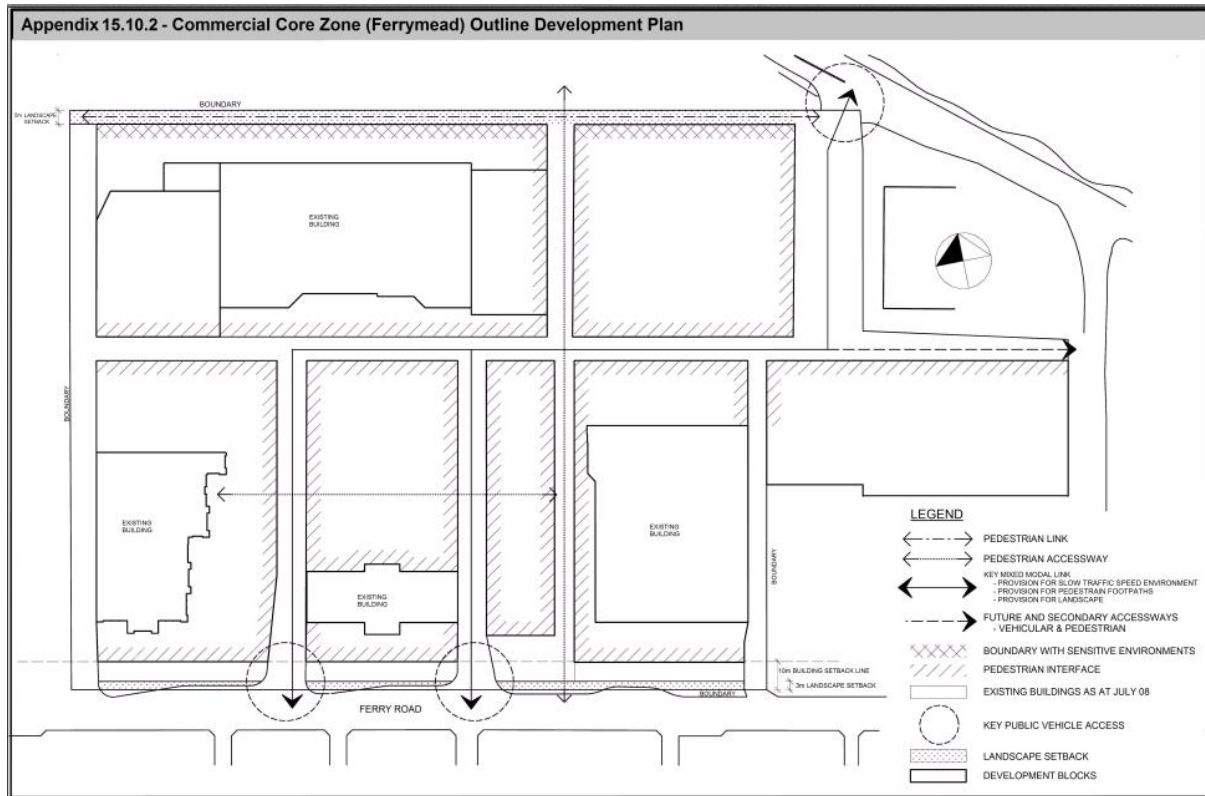 Appendix 15.10.2 - Commercial Core Zone (Ferrymead) Outline Development Plan
BOUNDARY
5m LANDSCAPE
SETBACK
EXISTING
BUILDING
BOUNDARY
EXISTING
BUILDING
EXISTING
BUILDING
EXISTING
BUILDING
BOUNDARY
10m BUILDING SETBACK LINE
3m LANDSCAPE SETBACK
BOUNDARY
FERRY ROAD
LEGEND
PEDESTRIAN LINK
PEDESTRIAN ACCESSWAY
KEY MIXED MODAL LINK
- PROVISION FOR SLOW TRAFFIC SPEED ENVIRONMENT
- PROVISION FOR PEDESTRAIN FOOTPATHS
- PROVISION FOR LANDSCAPE
FUTURE AND SECONDARY ACCESSWAYS
- VEHICULAR & PEDESTRIAN
BOUNDARY WITH SENSITIVE ENVIRONMENTS
PEDESTRIAN INTERFACE
EXISTING BUILDINGS AS AT JULY 08
KEY PUBLIC VEHICLE ACCESS
LANDSCAPE SETBACK
DEVELOPMENT BLOCKS